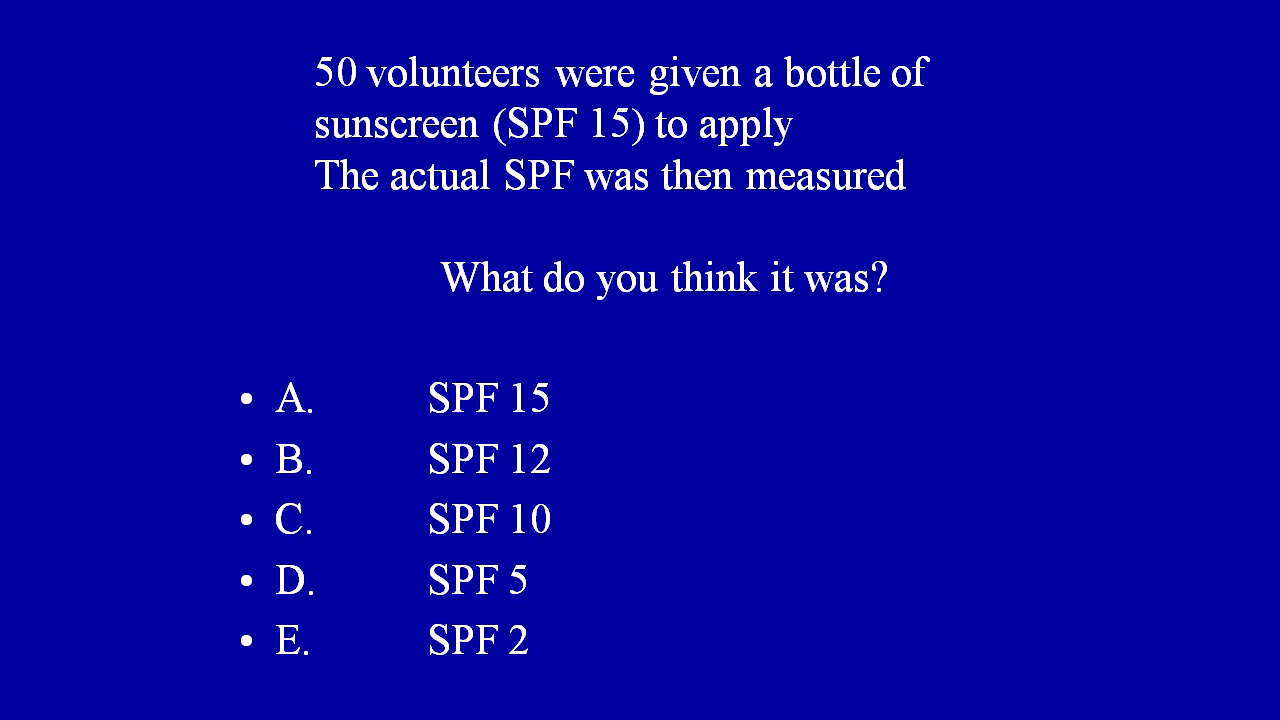 50 volunteers were given a bottle of
sunscreen (SPF 15) to apply
The actual SPF was then measured
What do you think it was?
• A. SPF 15
• B. SPF 12
• C. SPF 10
• D. SPF 5
• E. SPF 2